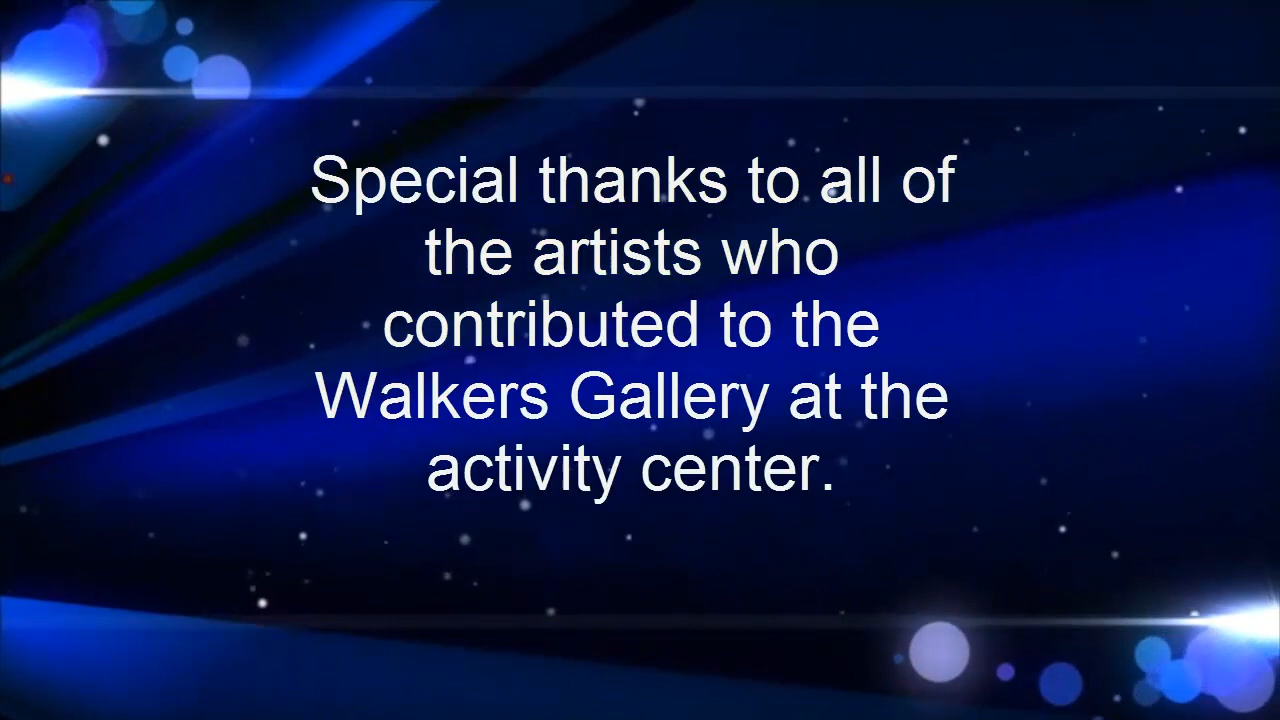 Special thanks to all of
the artists who
contributed to the
Walkers Gallery at the
activity center.